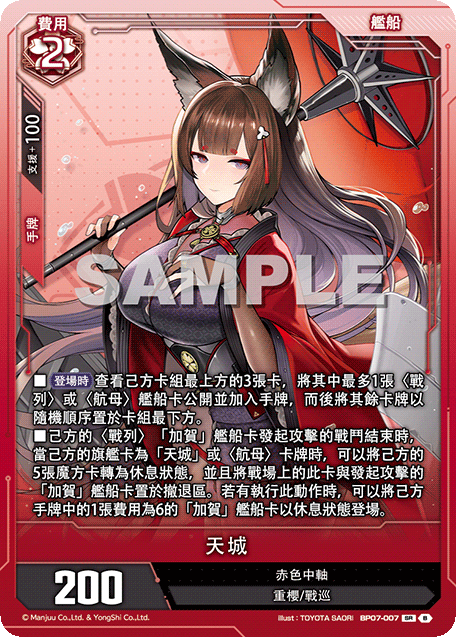 費用
艦船
2
支援+100
手牌
SAMPLE
■ 登場時 查看己方卡組最上方的3張卡，將其中最多1張〈戰
列〉或〈航母〉艦船卡公開並加入手牌，而後將其餘卡牌以
隨機順序置於卡組最下方。
■己方的〈戰列〉「加賀」艦船卡發起攻擊的戰鬥結束時，
當己方的旗艦卡為「天城」或〈航母〉卡牌時，可以將己方的
5張魔方卡轉為休息狀態，並且將戰場上的此卡與發起攻擊的
「加賀」艦船卡置於撤退區。若有執行此動作時，可以將己方
手牌中的1張費用為6的「加賀」艦船卡以休息狀態登場。
天城
200
赤色中軸
重櫻/戰巡
© Manjuu Co.,Ltd. & YongShi Co.,Ltd.
illust：TOYOTA SAORI BP07-007 BR B